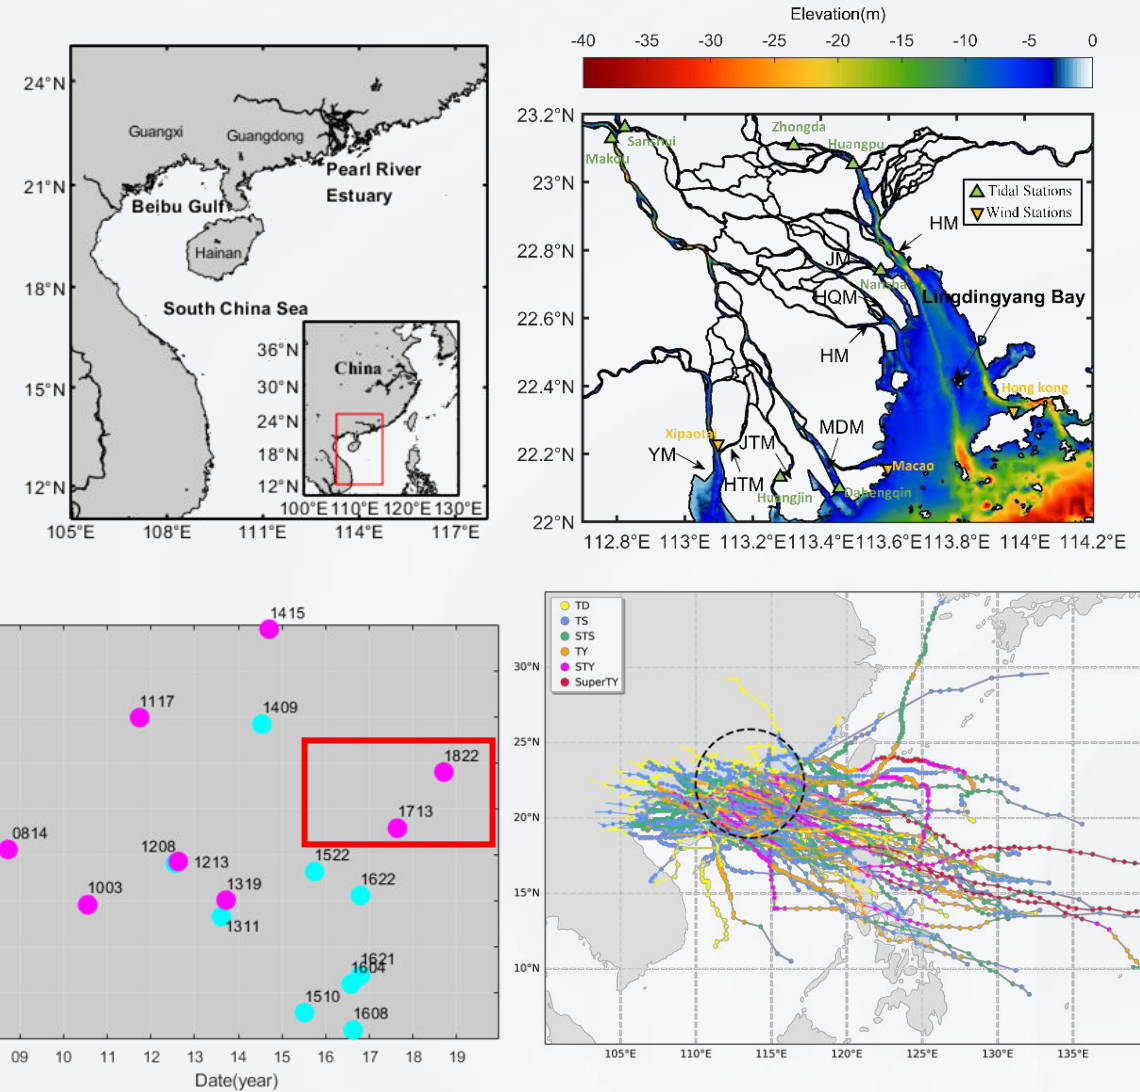 24°N
21°N
18°N
15°N
12°N
105°E
108°E
111°E
114°E
117°E
Guangxi
Guangdong
Pearl River
Estuary
Beibu Gulf
Hainan
South China Sea
36°N
30°N
24°N
18°N
12°N
China
100°E
110°E
120°E
130°E
Elevation(m)
-40
-35
-29
-25
-20
-16
-10
-5
0
23.2°N
23°N
22.8°N
22.6°N
22.4°N
22.2°N
22°N
112.8°E
113°E
113.2°E
113.4°E
113.6°E
113.8°E
114°E
114.2°E
Sanshui
Makou
Zhongda
Huangpu
Tidal Stations
Wind Stations
HM
JM
Nansha
HQM
Lingdingyang Bay
HM
Hong kong
Xipaotai
MDM
JTM
YM
Macao
HTM
Huangjin
Dahengqin
1415
1117
1409
1822
1713
0814
1208
1213
1522
1003
1319
1622
1311
1621
1604
1510
1608
09
10
11
12
13
14
15
16
17
18
19
Date(year)
TD
TS
STS
TY
STY
SuperTY
30°N
25°N
20°N
15°N
10°N
105°E
110°E
115°E
120°E
125°E
130°E
135°E